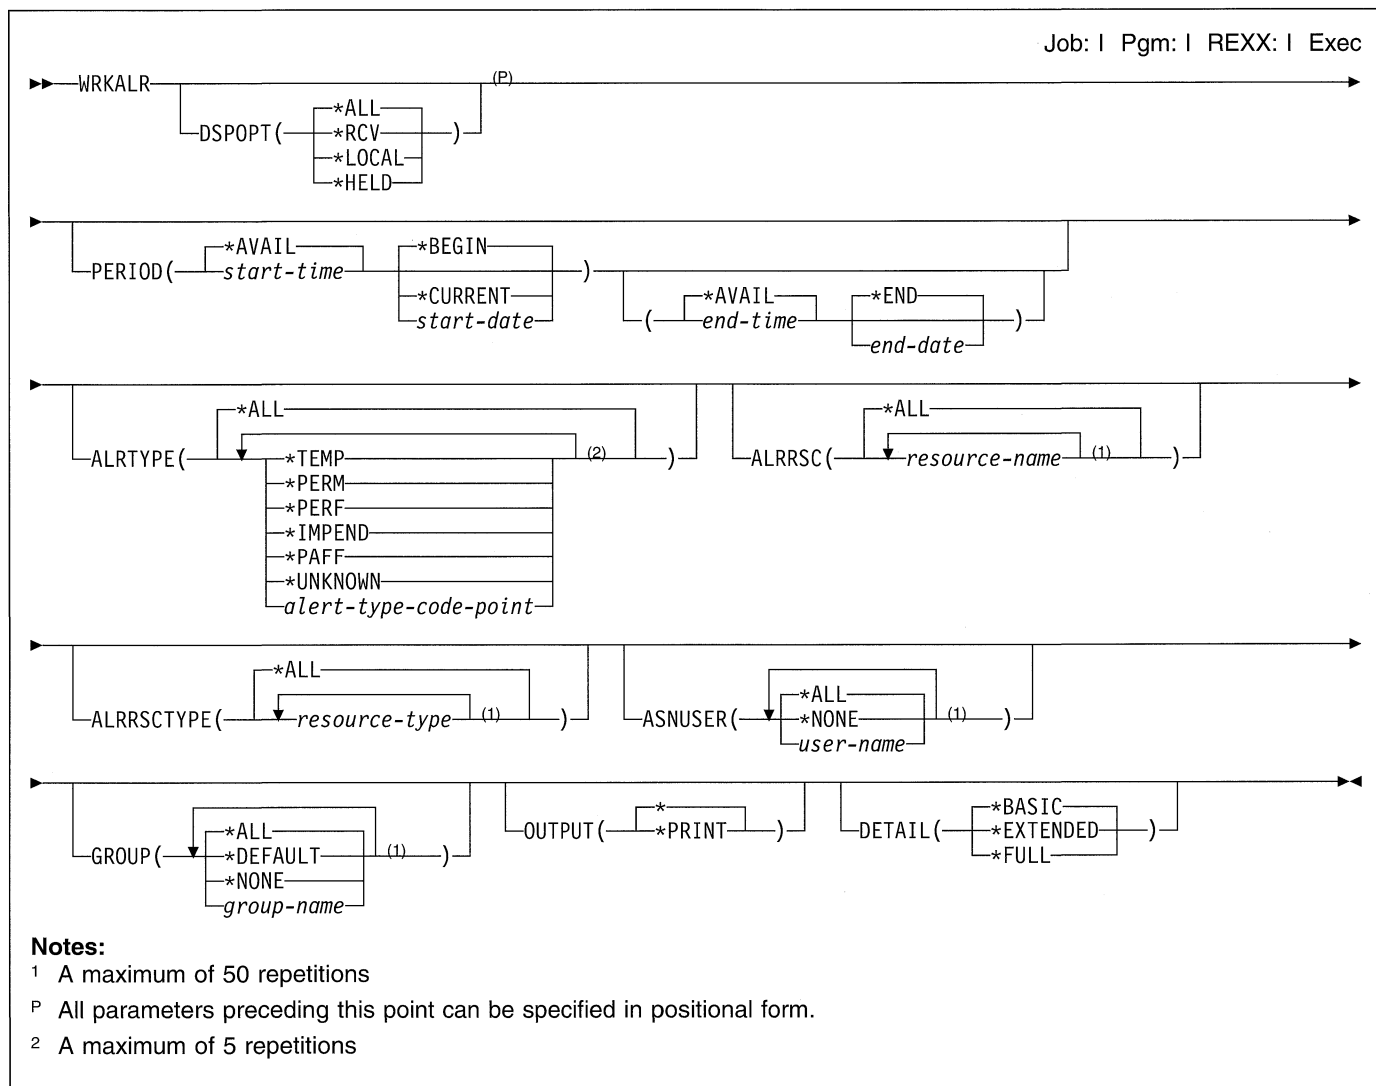 Job: I Pgm: I REXX: I Exec
WRKALR (P)
*ALL
DSPOPT( *RCV )
*LOCAL
*HELD
*AVAIL *BEGIN
PERIOD( start-time )
*CURRENT *AVAIL *END
start-date ( end-time )
end-date
*ALL *ALL
ALRTYPE( *TEMP (2) ) ALRRSC( resource-name (1) )
*PERM
*PERF
*IMPEND
*PAFF
*UNKNOWN
alert-type-code-point
*ALL *ALL
ALRRSCTYPE( resource-type (1) ) ASNUSER( *NONE (1) )
user-name
*ALL * *BASIC
GROUP( *DEFAULT (1) ) OUTPUT( *PRINT ) DETAIL( *EXTENDED )
*NONE *FULL
group-name
Notes:
1 A maximum of 50 repetitions
P All parameters preceding this point can be specified in positional form.
2 A maximum of 5 repetitions